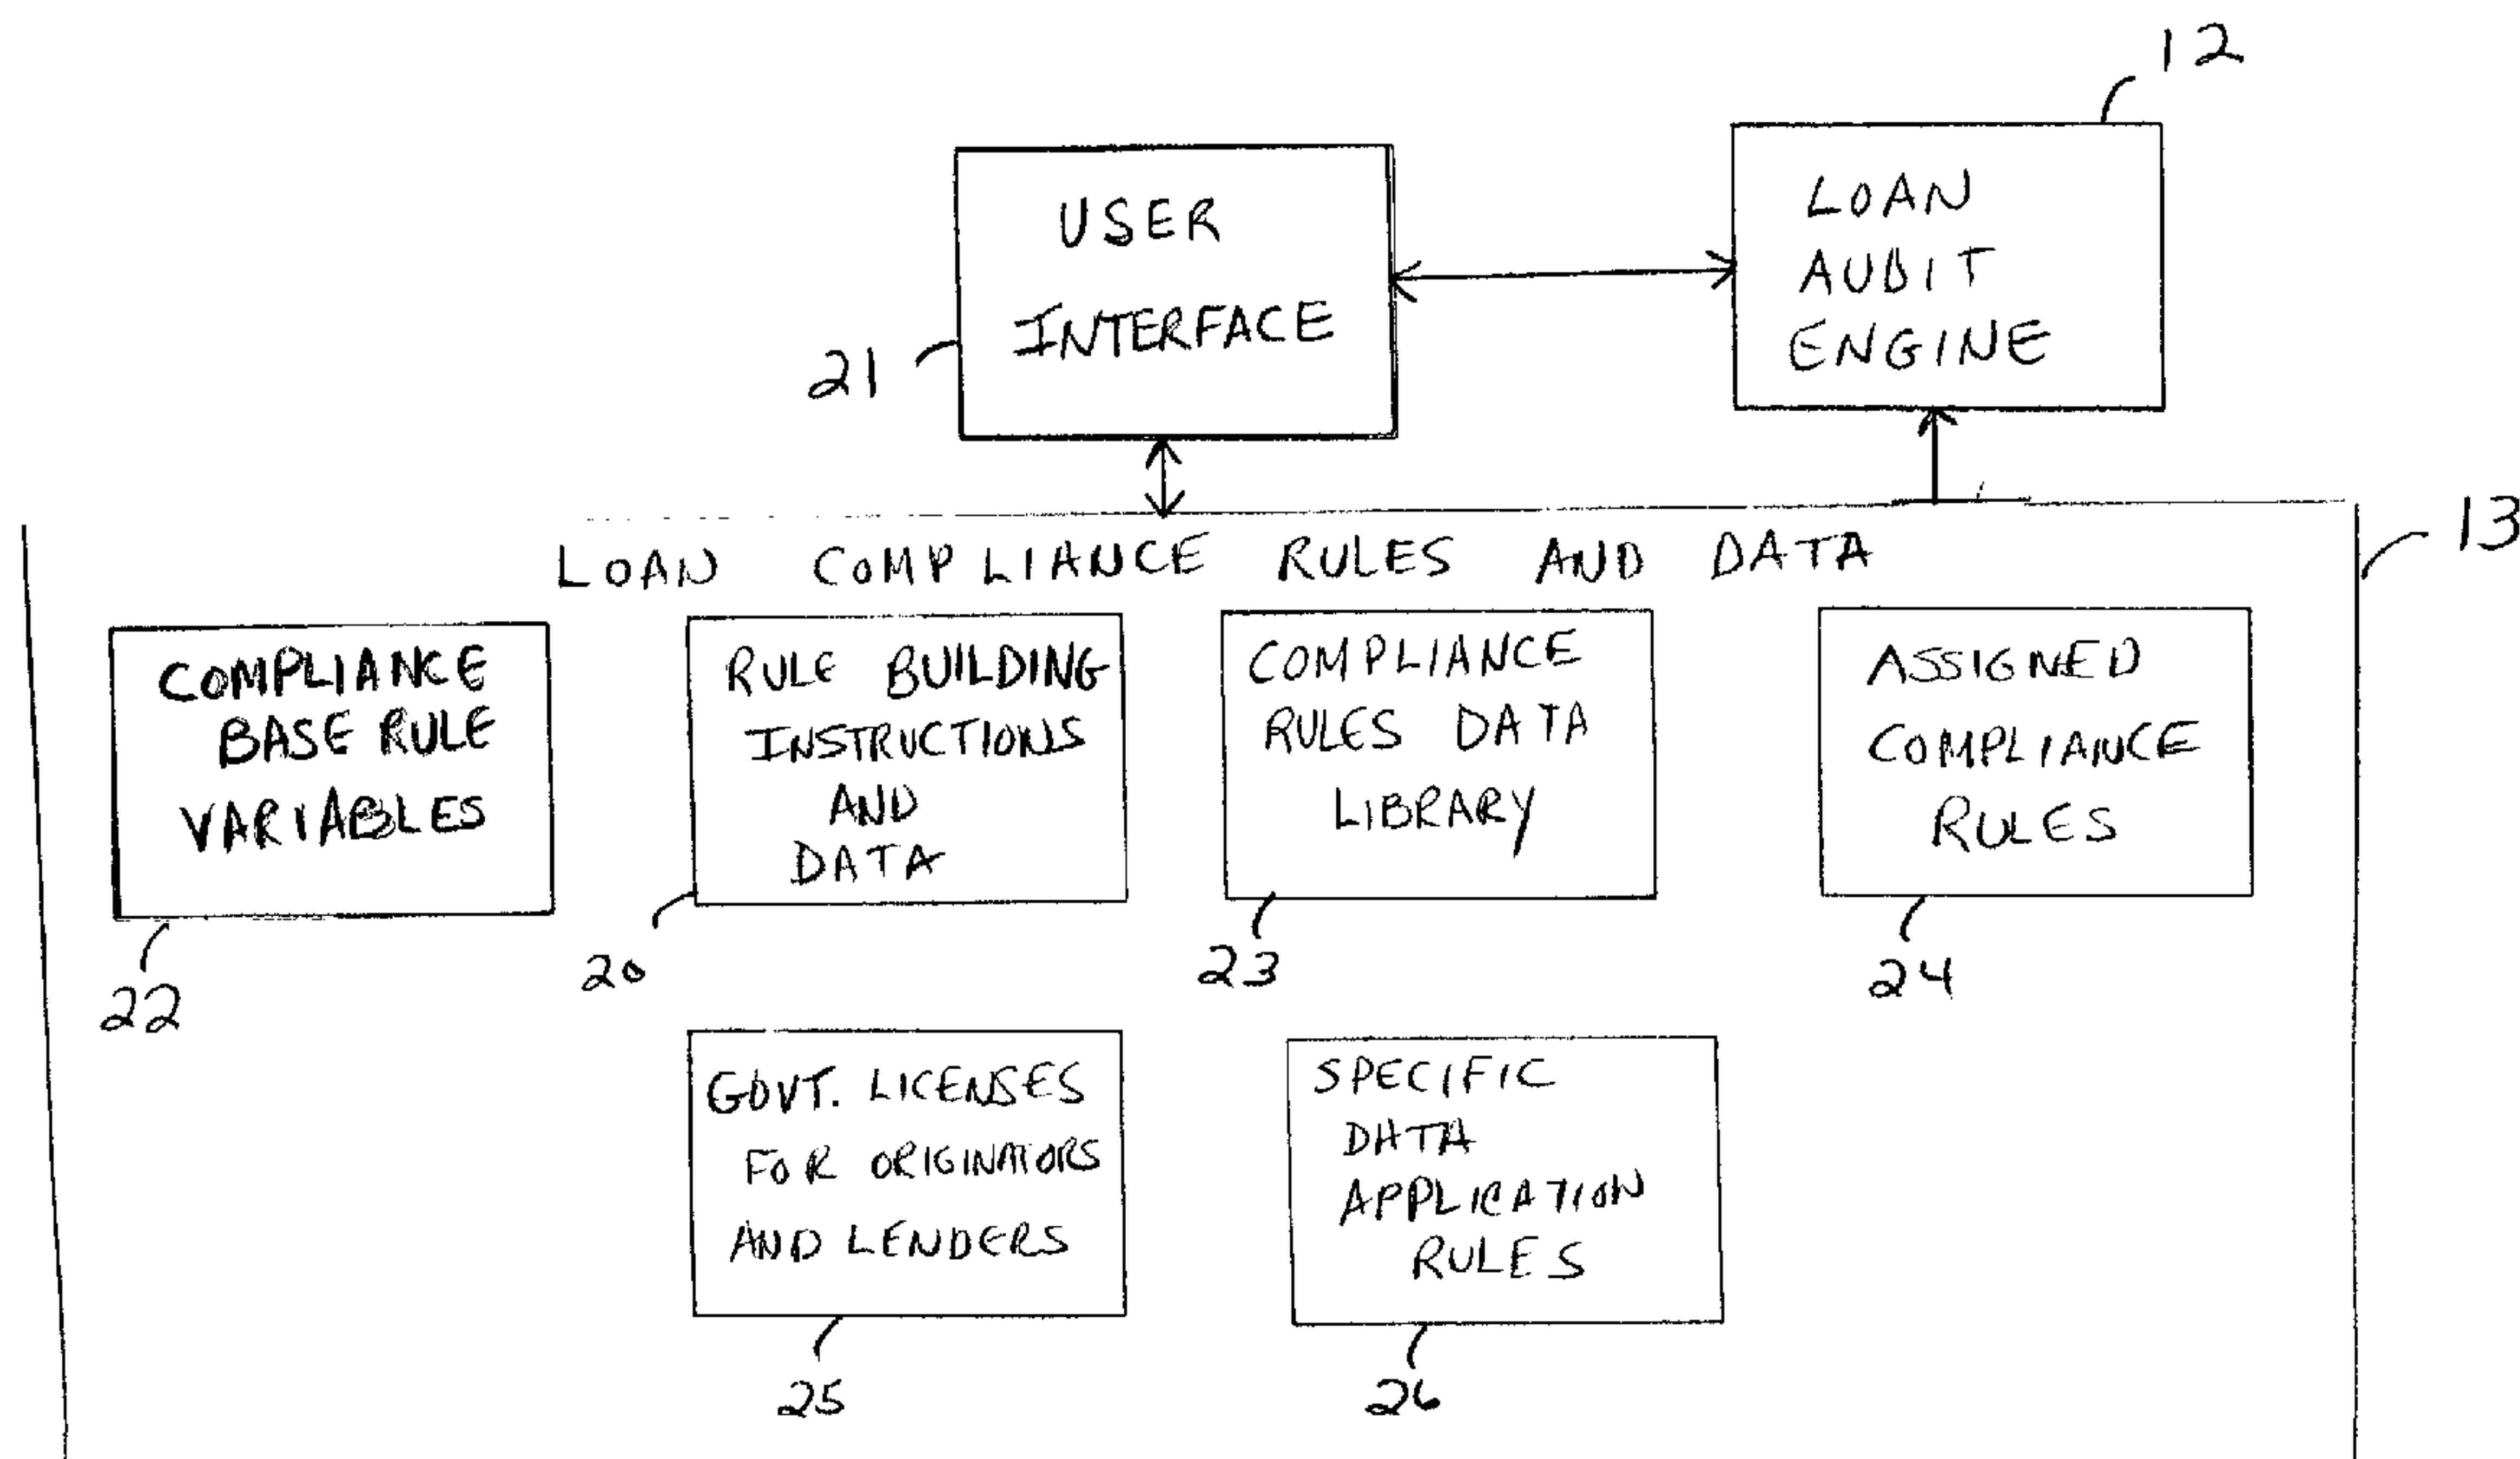 12
USER
INTERFACE
21
LOAN
AUDIT
ENGINE
13
LOAN COMPLIANCE RULES AND DATA
COMPLIANCE
BASE RULE
VARIABLES
22
RULE BUILDING
INSTRUCTIONS
AND
DATA
20
COMPLIANCE
RULES DATA
LIBRARY
23
ASSIGNED
COMPLIANCE
RULES
24
GOVT. LICENSES
FOR ORIGINATORS
AND LENDERS
25
SPECIFIC
DATA
APPLICATION
RULES
26